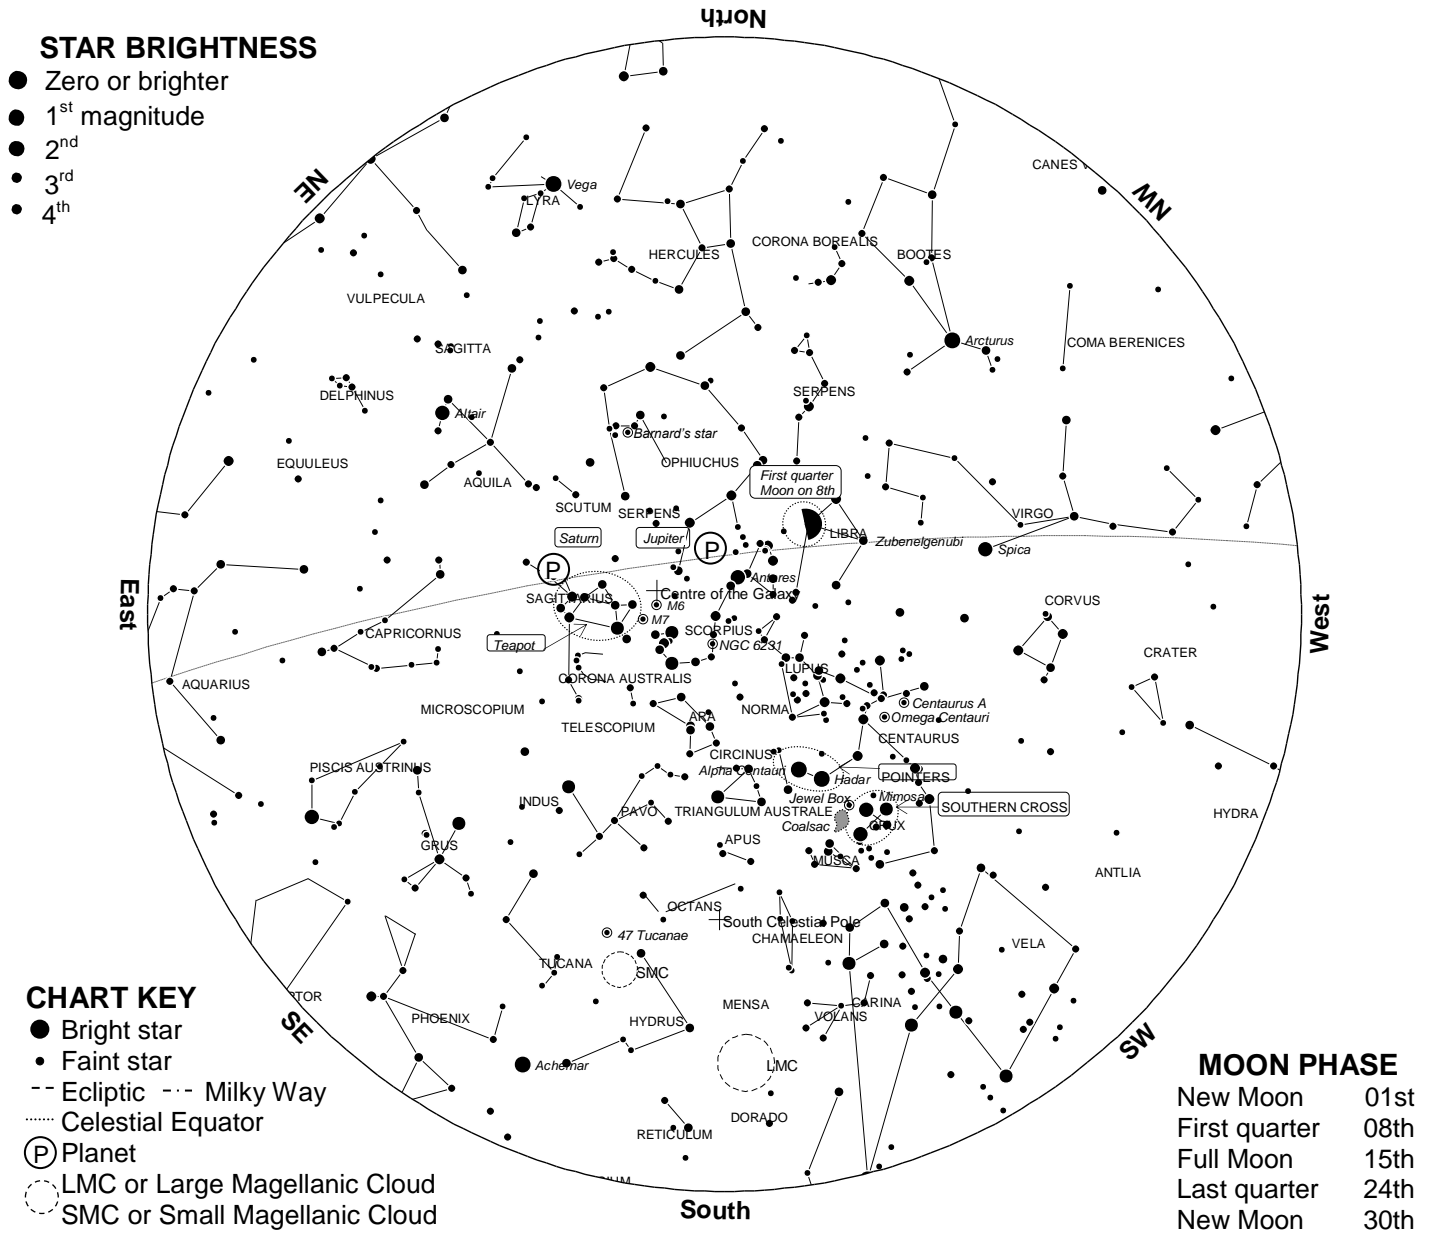 North
STAR BRIGHTNESS
Zero or brighter
1st magnitude
2nd
3rd
4th
NE
NW
CANES V
Vega
LYRA
HERCULES
CORONA BOREALIS
BOOTES
VULPECULA
SAGITTA
Arcturus
COMA BERENICES
DELPHINUS
SERPENS
Altair
Barnard's star
EQUULEUS
OPHIUCHUS
AQUILA
First quarter
Moon on 8th
SCUTUM
SERPENS
VIRGO
Saturn
Jupiter
P
LIBRA
Zubenelgenubi
Spica
P
Antares
East
SAGITTARIUS
Centre of the Galaxy
M6
CORVUS
West
M7
CAPRICORNUS
SCORPIUS
Teapot
NGC 6231
CRATER
LUPUS
AQUARIUS
CORONA AUSTRALIS
MICROSCOPIUM
NORMA
Centaurus A
ARA
Omega Centauri
TELESCOPIUM
CENTAURUS
CIRCINUS
PISCIS AUSTRINUS
Alpha Centauri
Hadar
POINTERS
INDUS
Jewel Box
Mimosa
SOUTHERN CROSS
PAVO
TRIANGULUM AUSTRALE
HYDRA
Coalsac
CRUX
APUS
GRUS
MUSCA
ANTLIA
OCTANS
South Celestial Pole
47 Tucanae
CHAMAELEON
VELA
TUCANA
SMC
CHART KEY
PTOR
MENSA
CARINA
PHOENIX
HYDRUS
VOLANS
SE
SW
Bright star
Faint star
Achernar
LMC
Ecliptic
Milky Way
DORADO
Celestial Equator
RETICULUM
P Planet
LMC or Large Magellanic Cloud
SMC or Small Magellanic Cloud
IUM
South
MOON PHASE
New Moon 01st
First quarter 08th
Full Moon 15th
Last quarter 24th
New Moon 30th